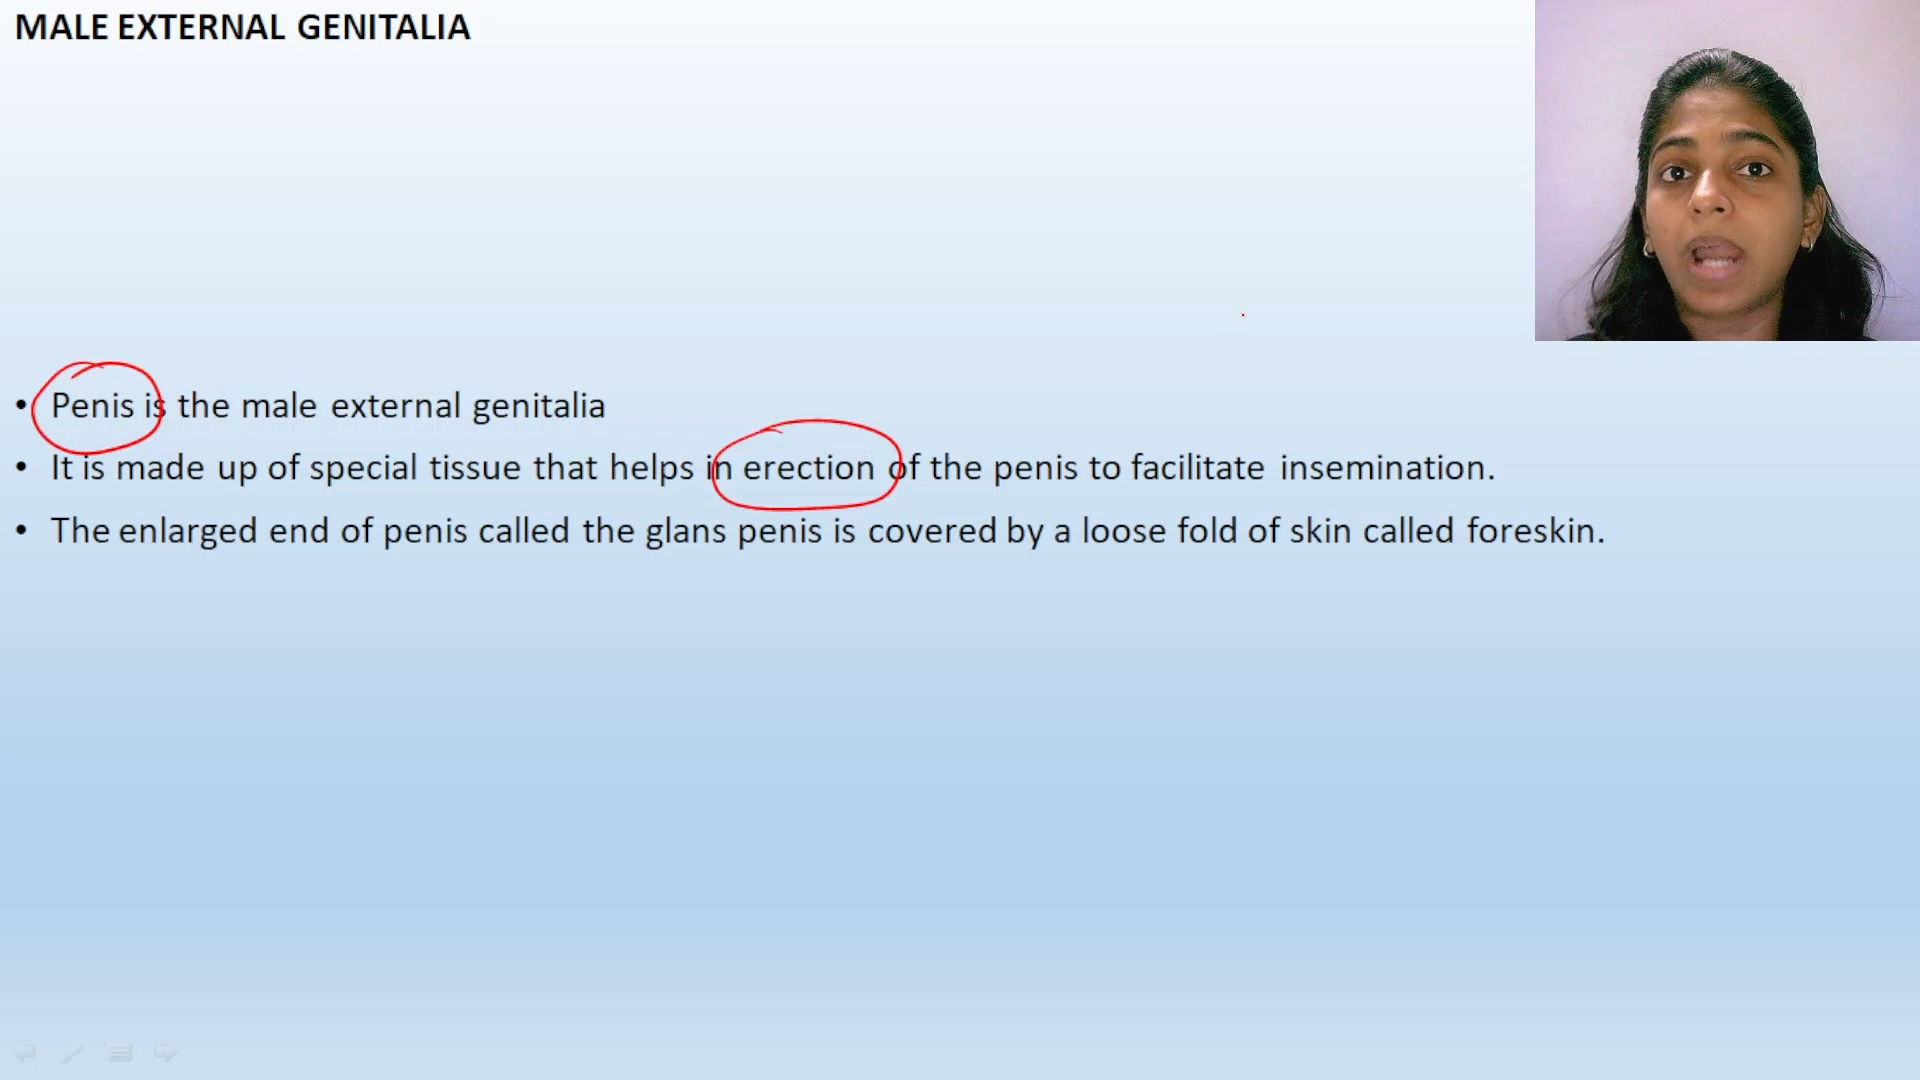 MALE EXTERNAL GENITALIA
• Penis is the male external genitalia
• It is made up of special tissue that helps in erection of the penis to facilitate insemination.
• The enlarged end of penis called the glans penis is covered by a loose fold of skin called foreskin.